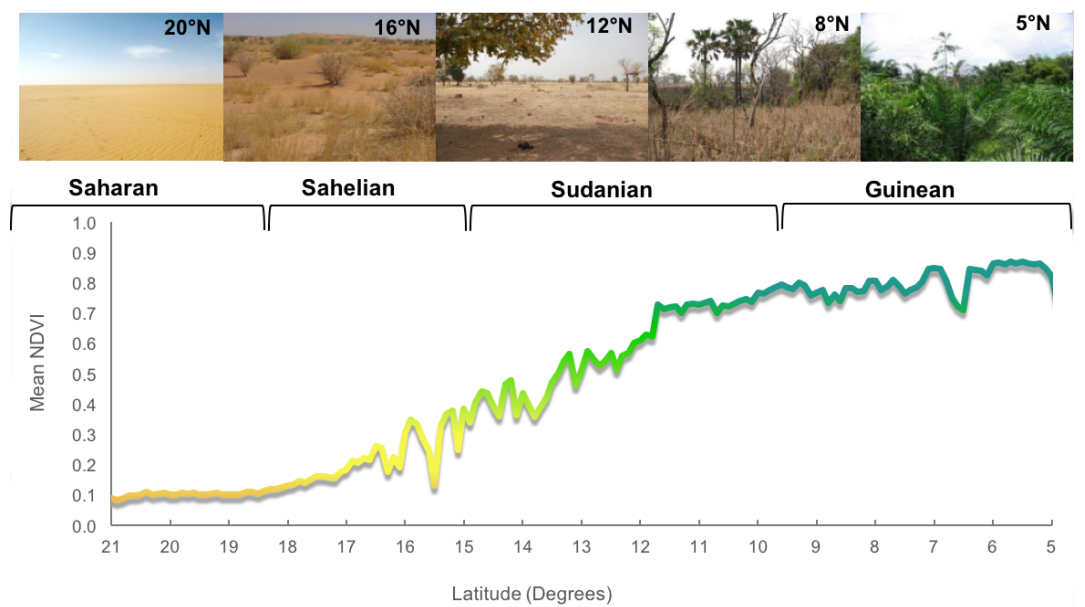 20°N 16°N 12°N 8°N 5°N
Saharan Sahelian Sudanian Guinean
1.0
0.9
0.8
0.7
0.6
0.5
0.4
0.3
0.2
0.1
0.0
Mean NDVI
21 20 19 18 17 16 15 14 13 12 11 10 9 8 7 6 5
Latitude (Degrees)